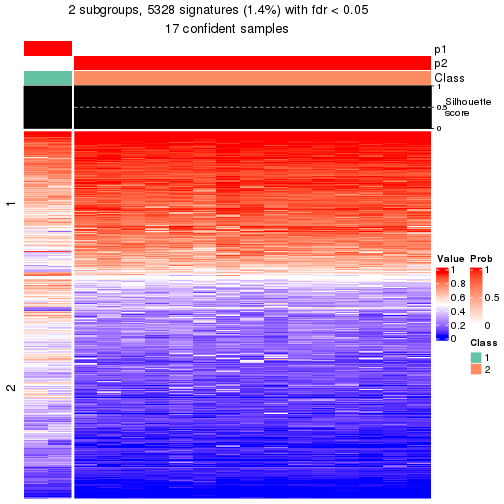 2 subgroups, 5328 signatures (1.4%) with fdr < 0.05
17 confident samples
p1
p2
Class
1
0.5
0
Silhouette
score
1
2
Value
1
0.8
0.6
0.4
0.2
0
Prob
1
0.5
0
Class
1
2